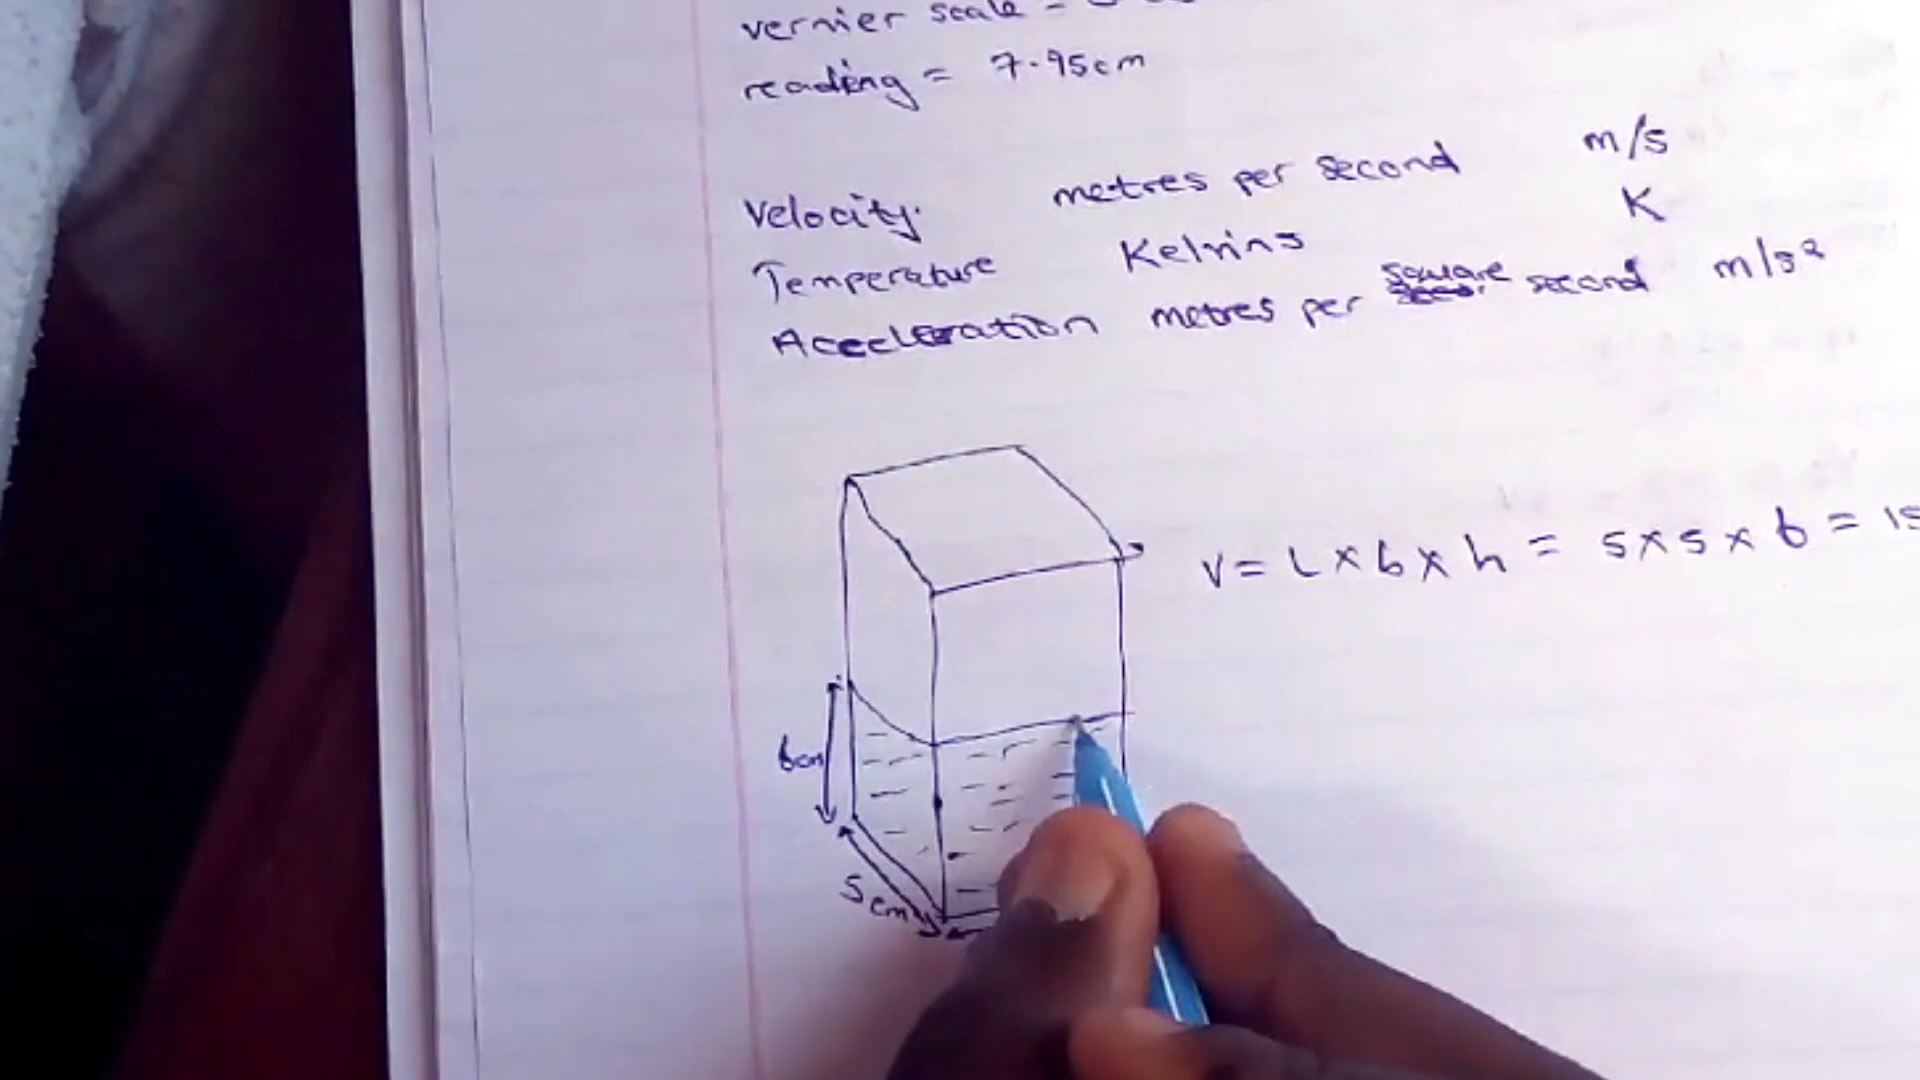 vernier scale =
reading = 7.95cm
Velocity. metres per second m/s
Temperature Kelvins K
Acceleration metres per square second m/s²
V = L x b x h = 5 x 5 x 6 = 15
6cm
5cm